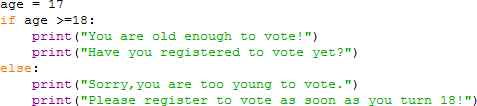 age = 17
if age >=18:
    print("You are old enough to vote!")
    print("Have you registered to vote yet?")
else:
    print("Sorry,you are too young to vote.")
    print("Please register to vote as soon as you turn 18!")